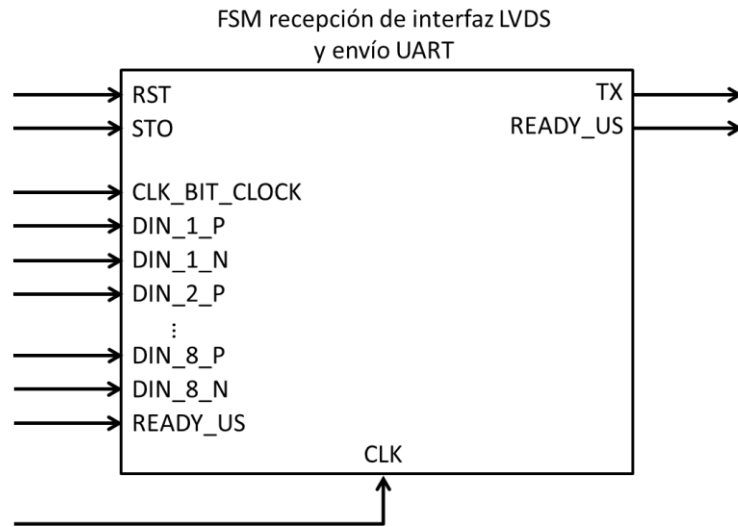 FSM recepción de interfaz LVDS
y envío UART
RST
TX
STO
READY_US
CLK_BIT_CLOCK
DIN_1_P
DIN_1_N
DIN_2_P
...
DIN_8_P
DIN_8_N
READY_US
CLK